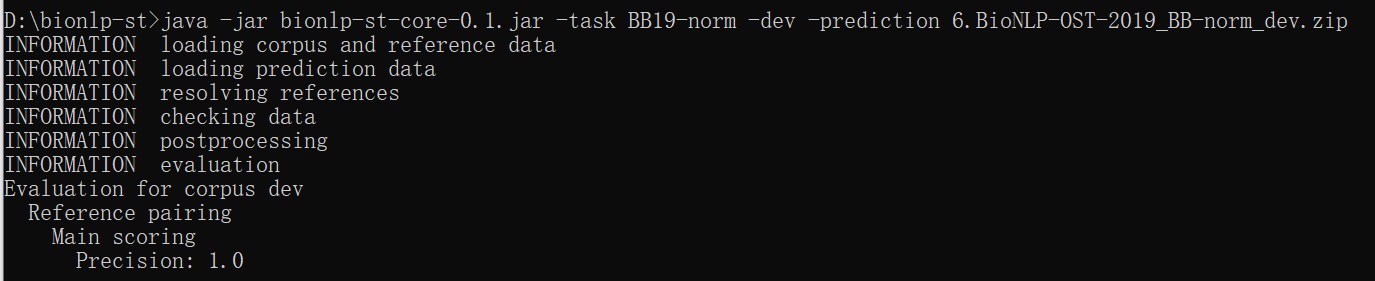 D:\bionlp-st>java -jar bionlp-st-core-0.1.jar -task BB19-norm -dev -prediction 6.BioNLP-OST-2019_BB-norm_dev.zip
INFORMATION  loading corpus and reference data
INFORMATION  loading prediction data
INFORMATION  resolving references
INFORMATION  checking data
INFORMATION  postprocessing
INFORMATION  evaluation
Evaluation for corpus dev
  Reference pairing
    Main scoring
      Precision: 1.0